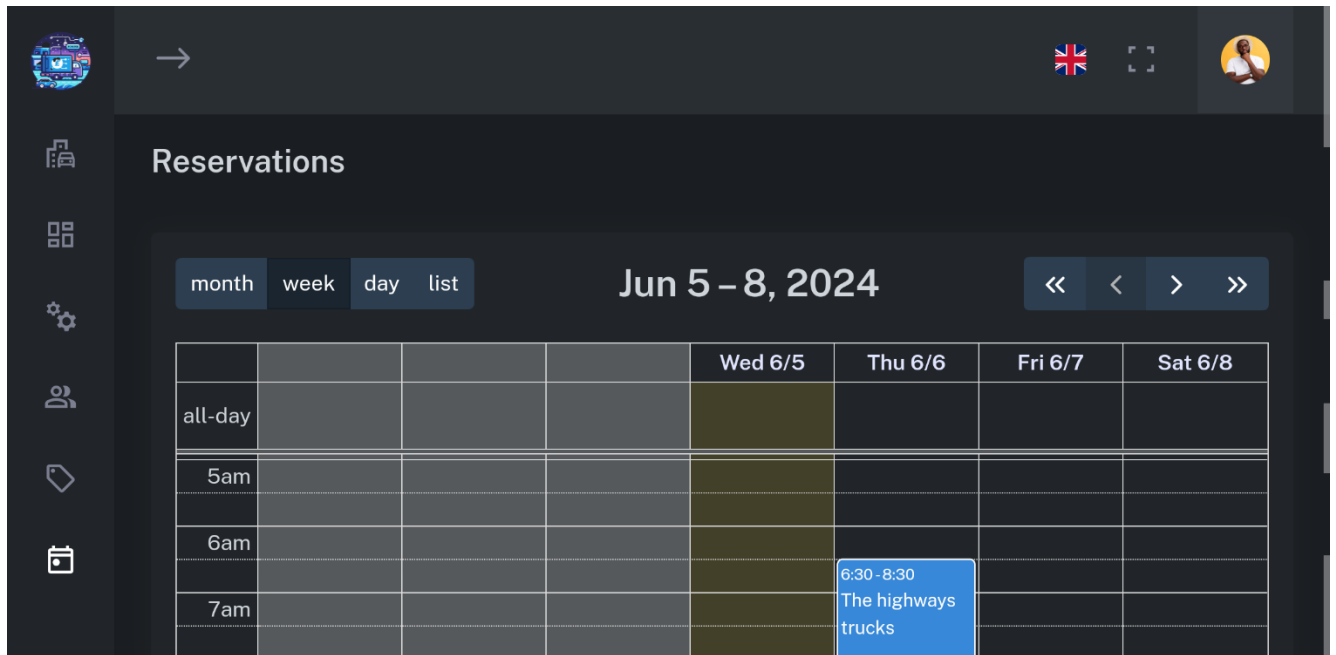 Reservations
month week day list
Jun 5 – 8, 2024
Wed 6/5 Thu 6/6 Fri 6/7 Sat 6/8
all-day
5am
6am
6:30 - 8:30
7am
The highways
trucks